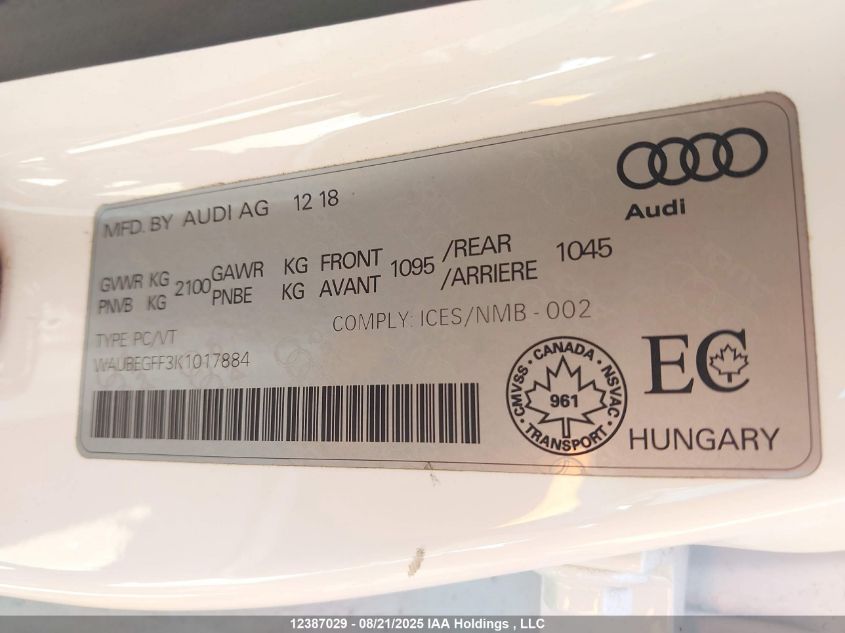 Audi
MFD. BY AUDI AG 12 18
GVWR KG 2100 GAWR KG FRONT 1095 /REAR 1045
PNVB KG PNBE KG AVANT /ARRIERE
COMPLY: ICES/NMB - 002
TYPE PC/VT
WAUBEGFF3K1017884
CANADA
CMVSS
NSVAC
961
TRANSPORT
EC
HUNGARY
12387029 - 08/21/2025 IAA Holdings , LLC